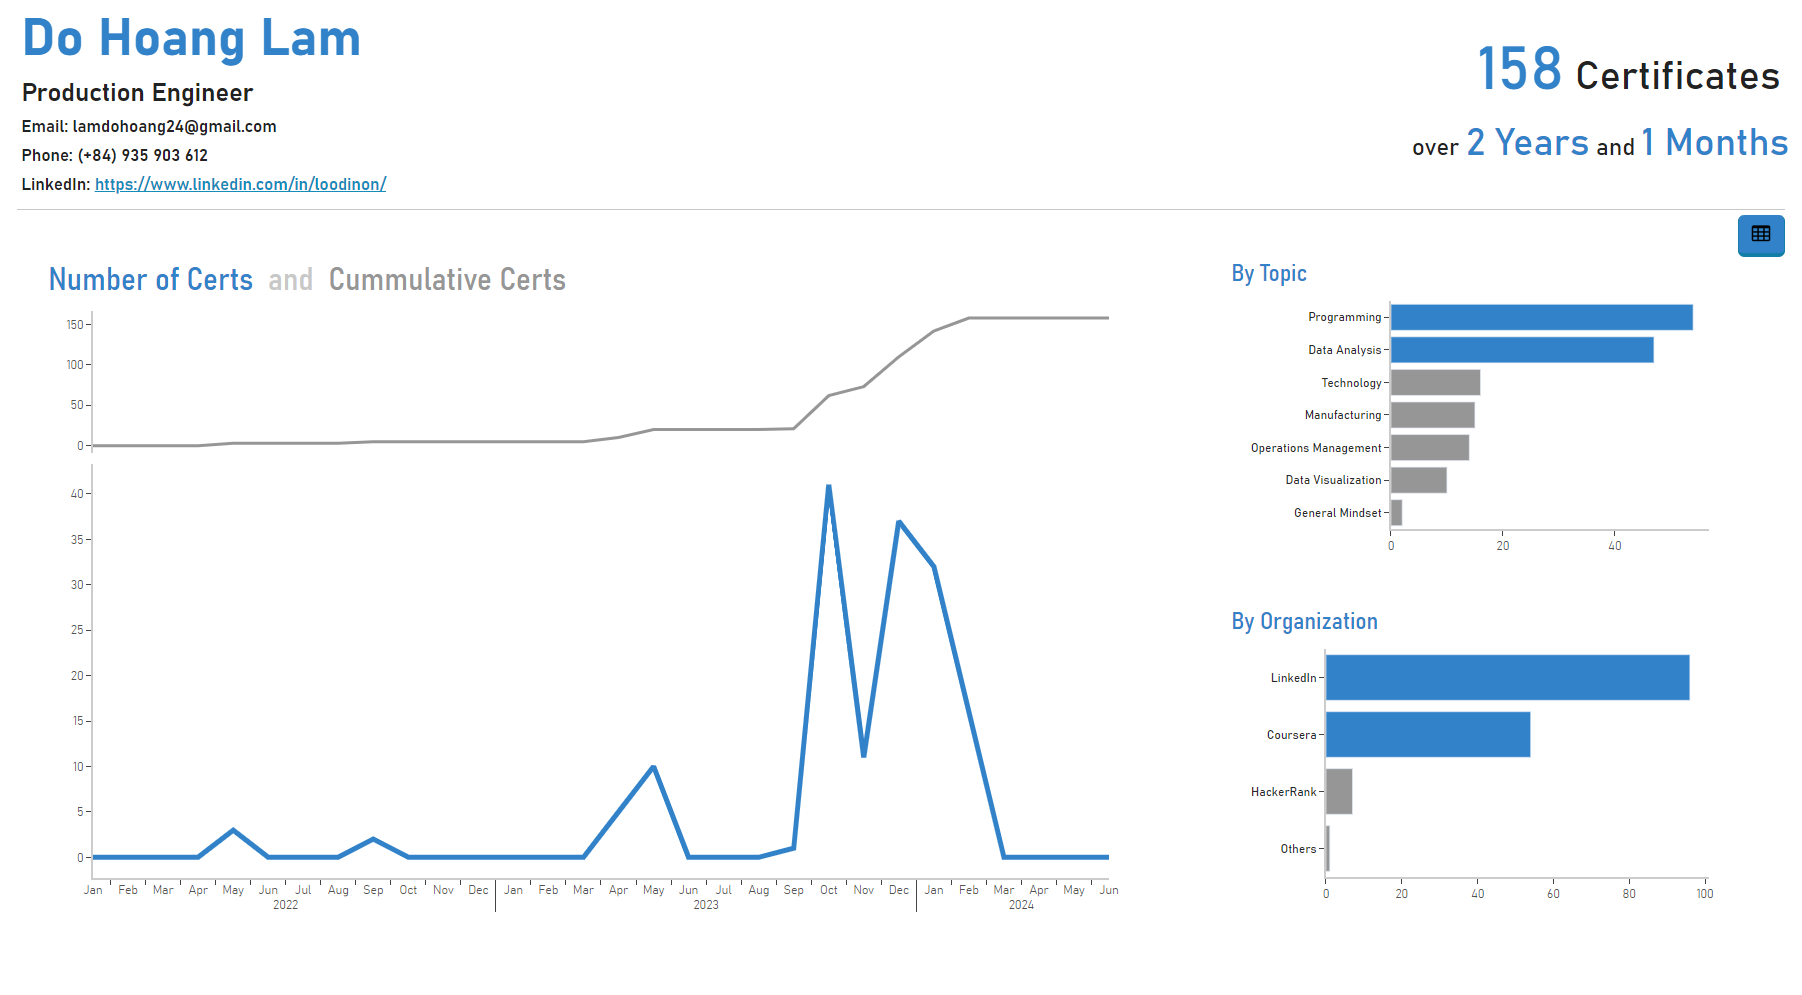 Do Hoang Lam
Production Engineer
Email: lamdohoang24@gmail.com
Phone: (+84) 935 903 612
LinkedIn: https://www.linkedin.com/in/loodinon/
158 Certificates
over 2 Years and 1 Months
Number of Certs and Cummulative Certs
150
100
50
0
40
35
30
25
20
15
10
5
0
Jan Feb Mar Apr May Jun Jul Aug Sep Oct Nov Dec Jan Feb Mar Apr May Jun Jul Aug Sep Oct Nov Dec Jan Feb Mar Apr May Jun
2022 2023 2024
By Topic
Programming
Data Analysis
Technology
Manufacturing
Operations Management
Data Visualization
General Mindset
0 20 40
By Organization
LinkedIn
Coursera
HackerRank
Others
0 20 40 60 80 100